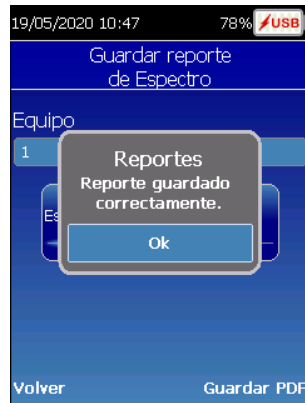 19/05/2020 10:47 78% USB
Guardar reporte
de Espectro
Equipo
1
Reportes
Reporte guardado
correctamente.
Es
Ok
Volver Guardar PDF